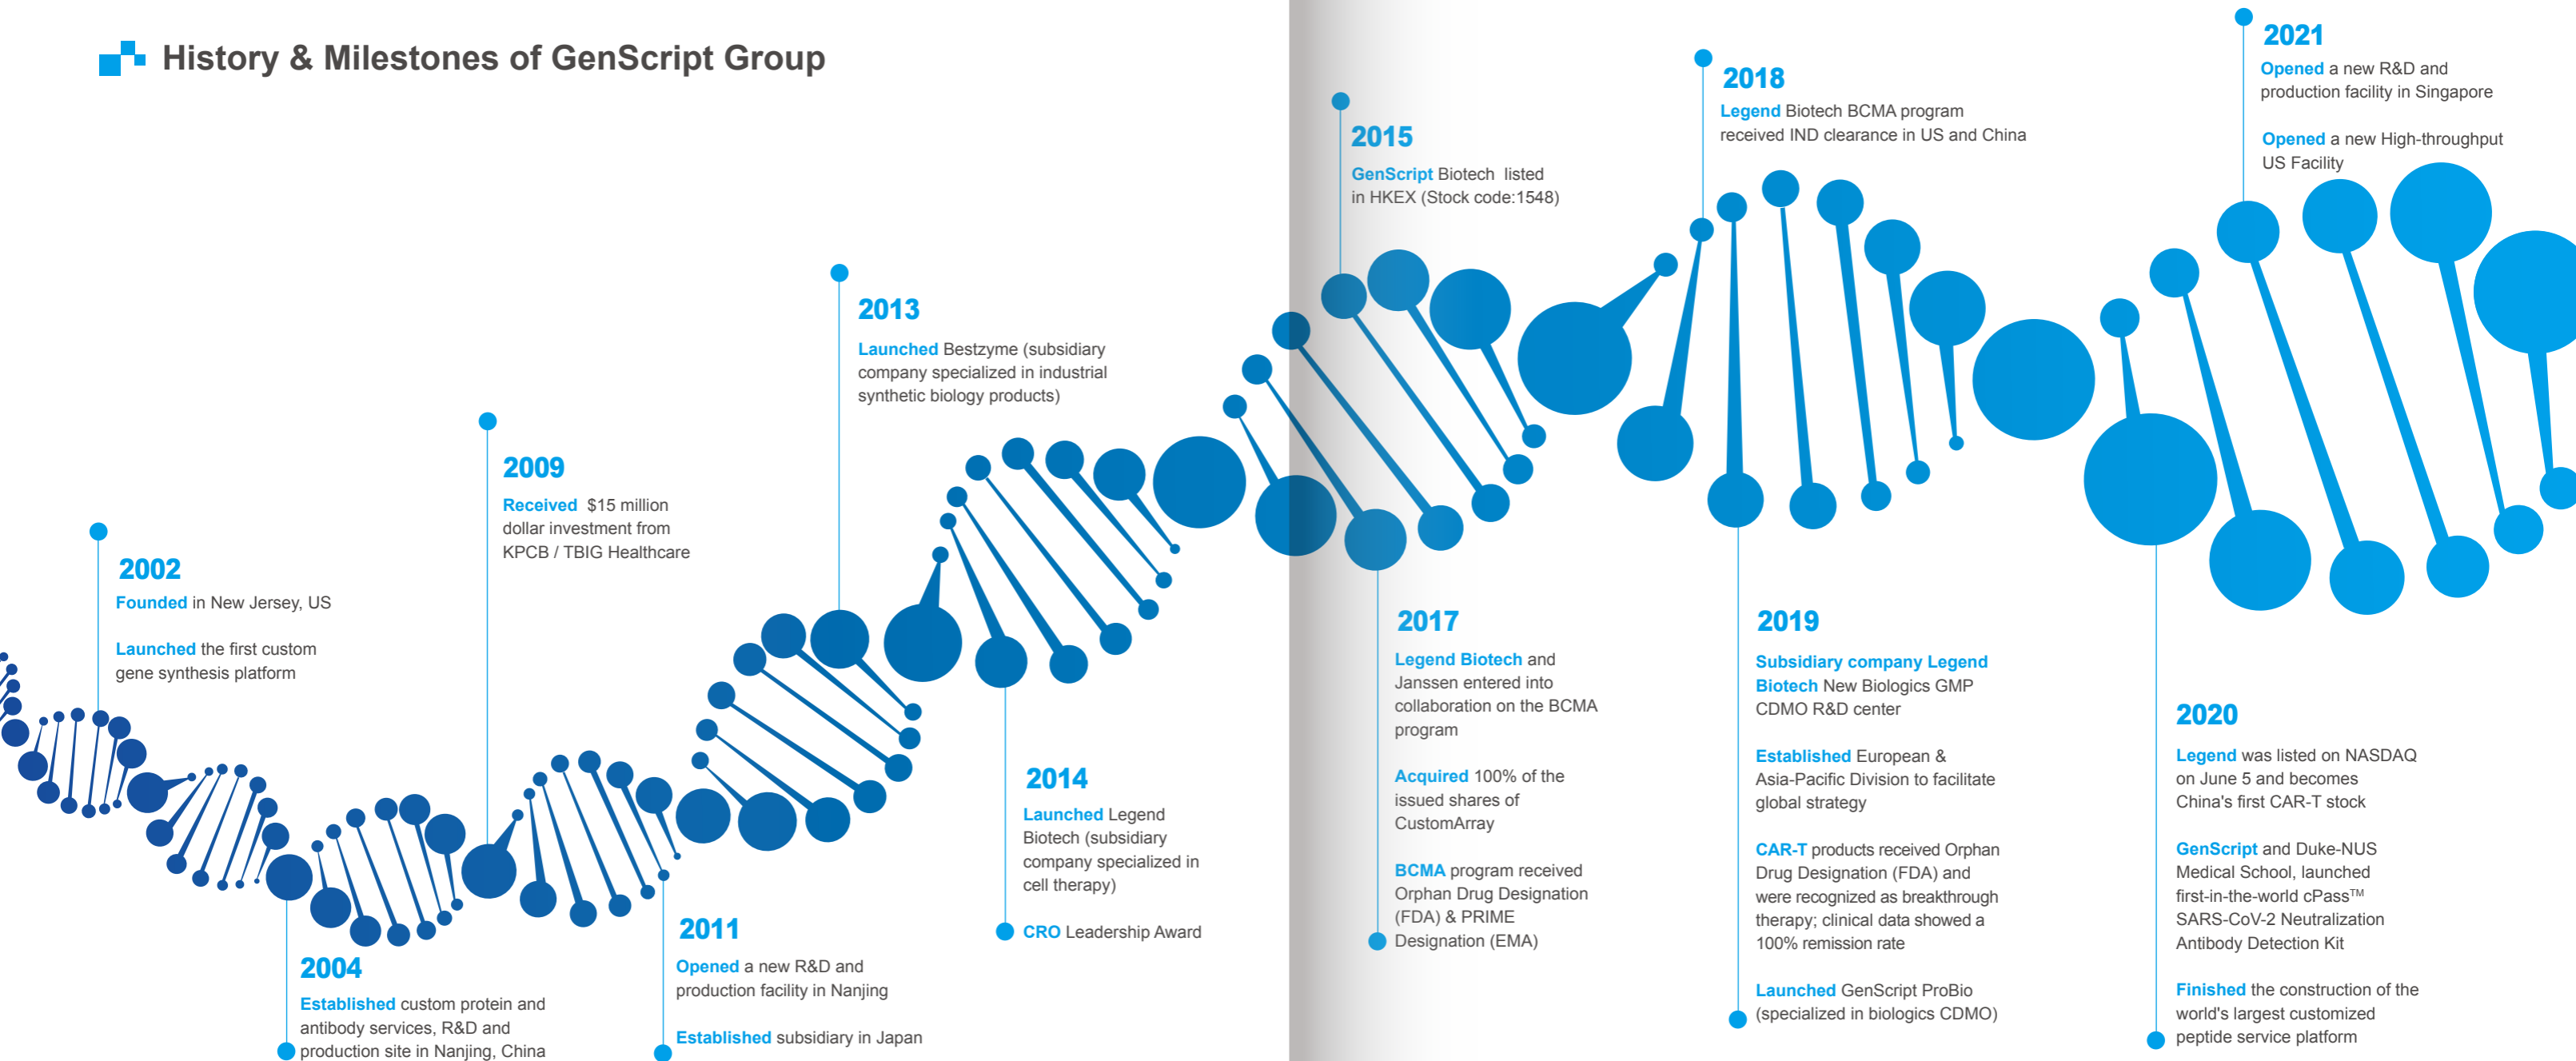 History & Milestones of GenScript Group
2002
Founded in New Jersey, US
Launched the first custom
gene synthesis platform
2004
Established custom protein and
antibody services, R&D and
production site in Nanjing, China
2009
Received $15 million
dollar investment from
KPCB / TBIG Healthcare
2011
Opened a new R&D and
production facility in Nanjing
Established subsidiary in Japan
2013
Launched Bestzyme (subsidiary
company specialized in industrial
synthetic biology products)
2014
Launched Legend
Biotech (subsidiary
company specialized in
cell therapy)
CRO Leadership Award
2015
GenScript Biotech listed
in HKEX (Stock code:1548)
2017
Legend Biotech and
Janssen entered into
collaboration on the BCMA
program
Acquired 100% of the
issued shares of
CustomArray
BCMA program received
Orphan Drug Designation
(FDA) & PRIME
Designation (EMA)
2018
Legend Biotech BCMA program
received IND clearance in US and China
2019
Subsidiary company Legend
Biotech New Biologics GMP
CDMO R&D center
Established European &
Asia-Pacific Division to facilitate
global strategy
CAR-T products received Orphan
Drug Designation (FDA) and
were recognized as breakthrough
therapy; clinical data showed a
100% remission rate
Launched GenScript ProBio
(specialized in biologics CDMO)
2020
Legend was listed on NASDAQ
on June 5 and becomes
China's first CAR-T stock
GenScript and Duke-NUS
Medical School, launched
first-in-the-world cPass™
SARS-CoV-2 Neutralization
Antibody Detection Kit
Finished the construction of the
world's largest customized
peptide service platform
2021
Opened a new R&D and
production facility in Singapore
Opened a new High-throughput
US Facility